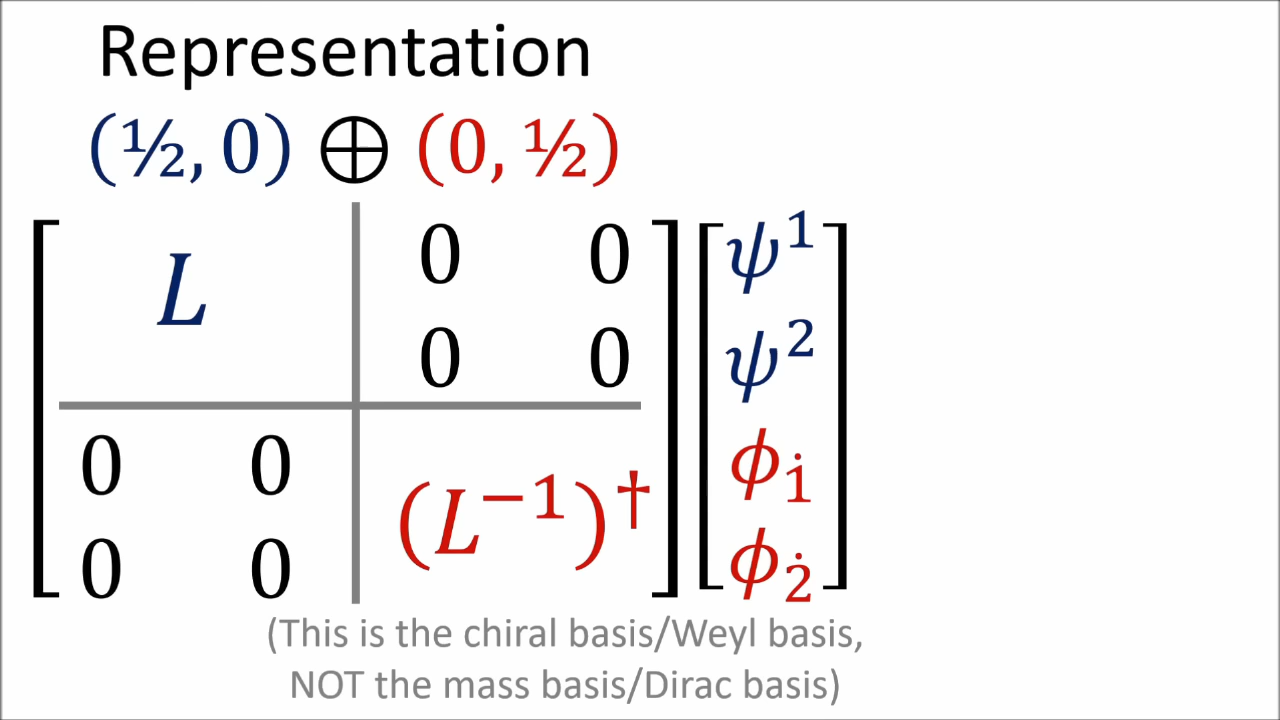 Representation
(½, 0) ⊕ (0, ½)
L 0 0 ψ¹
0 0 ψ²
0 0 (L⁻¹)† ϕ₁̇
0 0 ϕ₂̇
(This is the chiral basis/Weyl basis,
NOT the mass basis/Dirac basis)